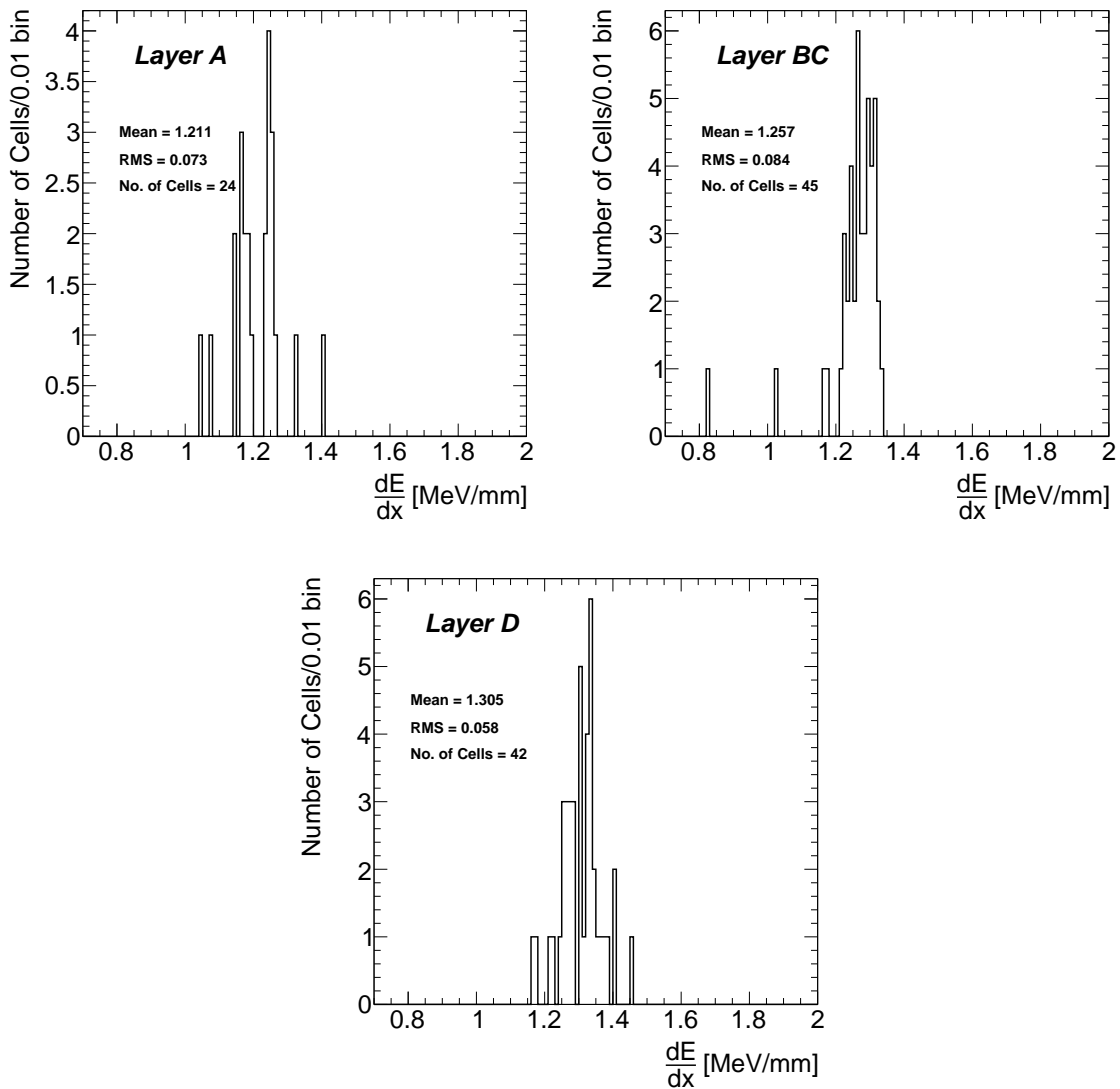 Number of Cells/0.01 bin
Layer A
Mean = 1.211
RMS = 0.073
No. of Cells = 24
4
3.5
3
2.5
2
1.5
1
0.5
0
0.8 1 1.2 1.4 1.6 1.8 2
dE
dx [MeV/mm]
Number of Cells/0.01 bin
Layer BC
Mean = 1.257
RMS = 0.084
No. of Cells = 45
6
5
4
3
2
1
0
0.8 1 1.2 1.4 1.6 1.8 2
dE
dx [MeV/mm]
Number of Cells/0.01 bin
Layer D
Mean = 1.305
RMS = 0.058
No. of Cells = 42
6
5
4
3
2
1
0
0.8 1 1.2 1.4 1.6 1.8 2
dE
dx [MeV/mm]